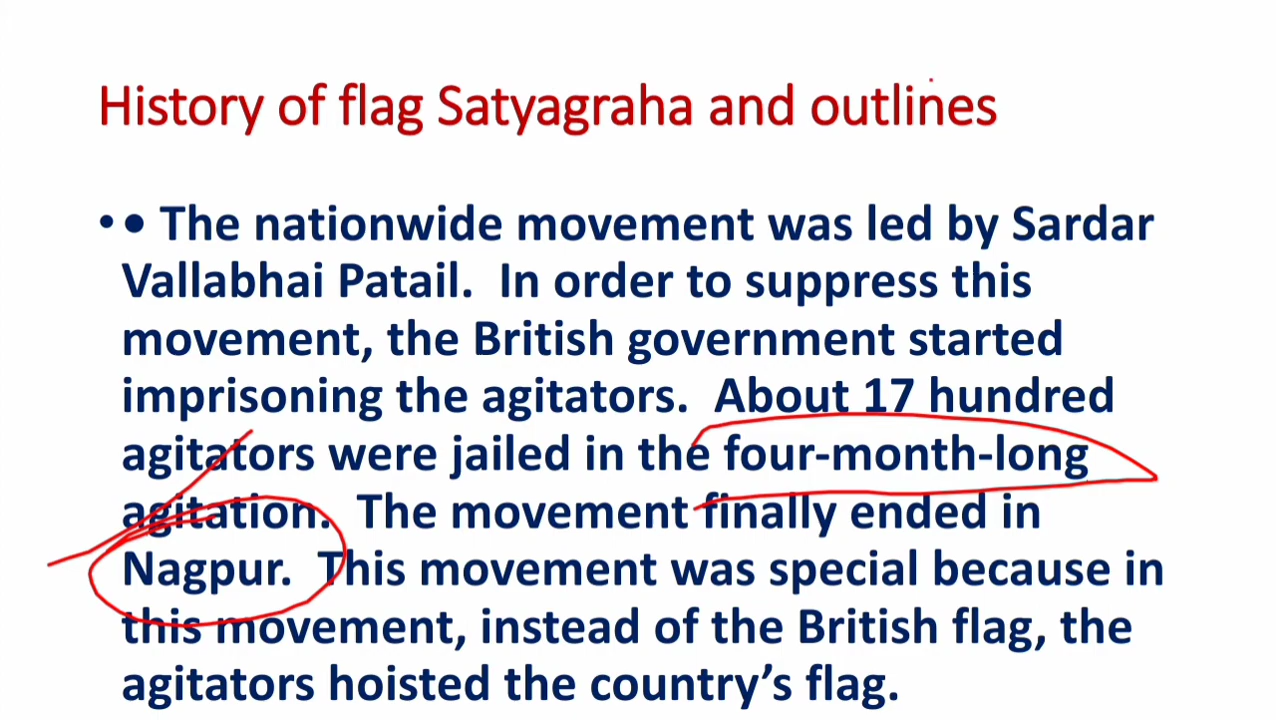 History of flag Satyagraha and outlines
• • The nationwide movement was led by Sardar
Vallabhai Patail. In order to suppress this
movement, the British government started
imprisoning the agitators. About 17 hundred
agitators were jailed in the four-month-long
agitation. The movement finally ended in
Nagpur. This movement was special because in
this movement, instead of the British flag, the
agitators hoisted the country’s flag.